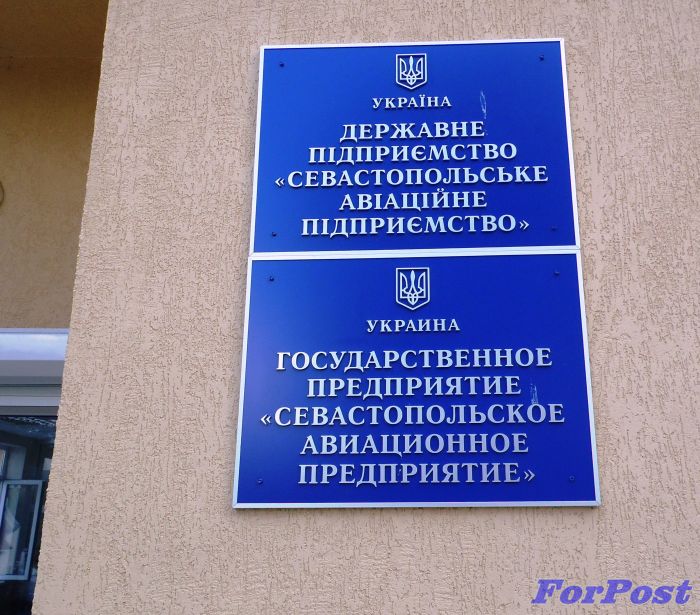 УКРАЇНА
ДЕРЖАВНЕ
ПІДПРИЄМСТВО
«СЕВАСТОПОЛЬСЬКЕ
АВІАЦІЙНЕ
ПІДПРИЄМСТВО»
УКРАИНА
ГОСУДАРСТВЕННОЕ
ПРЕДПРИЯТИЕ
«СЕВАСТОПОЛЬСКОЕ
АВИАЦИОННОЕ
ПРЕДПРИЯТИЕ»
ForPost